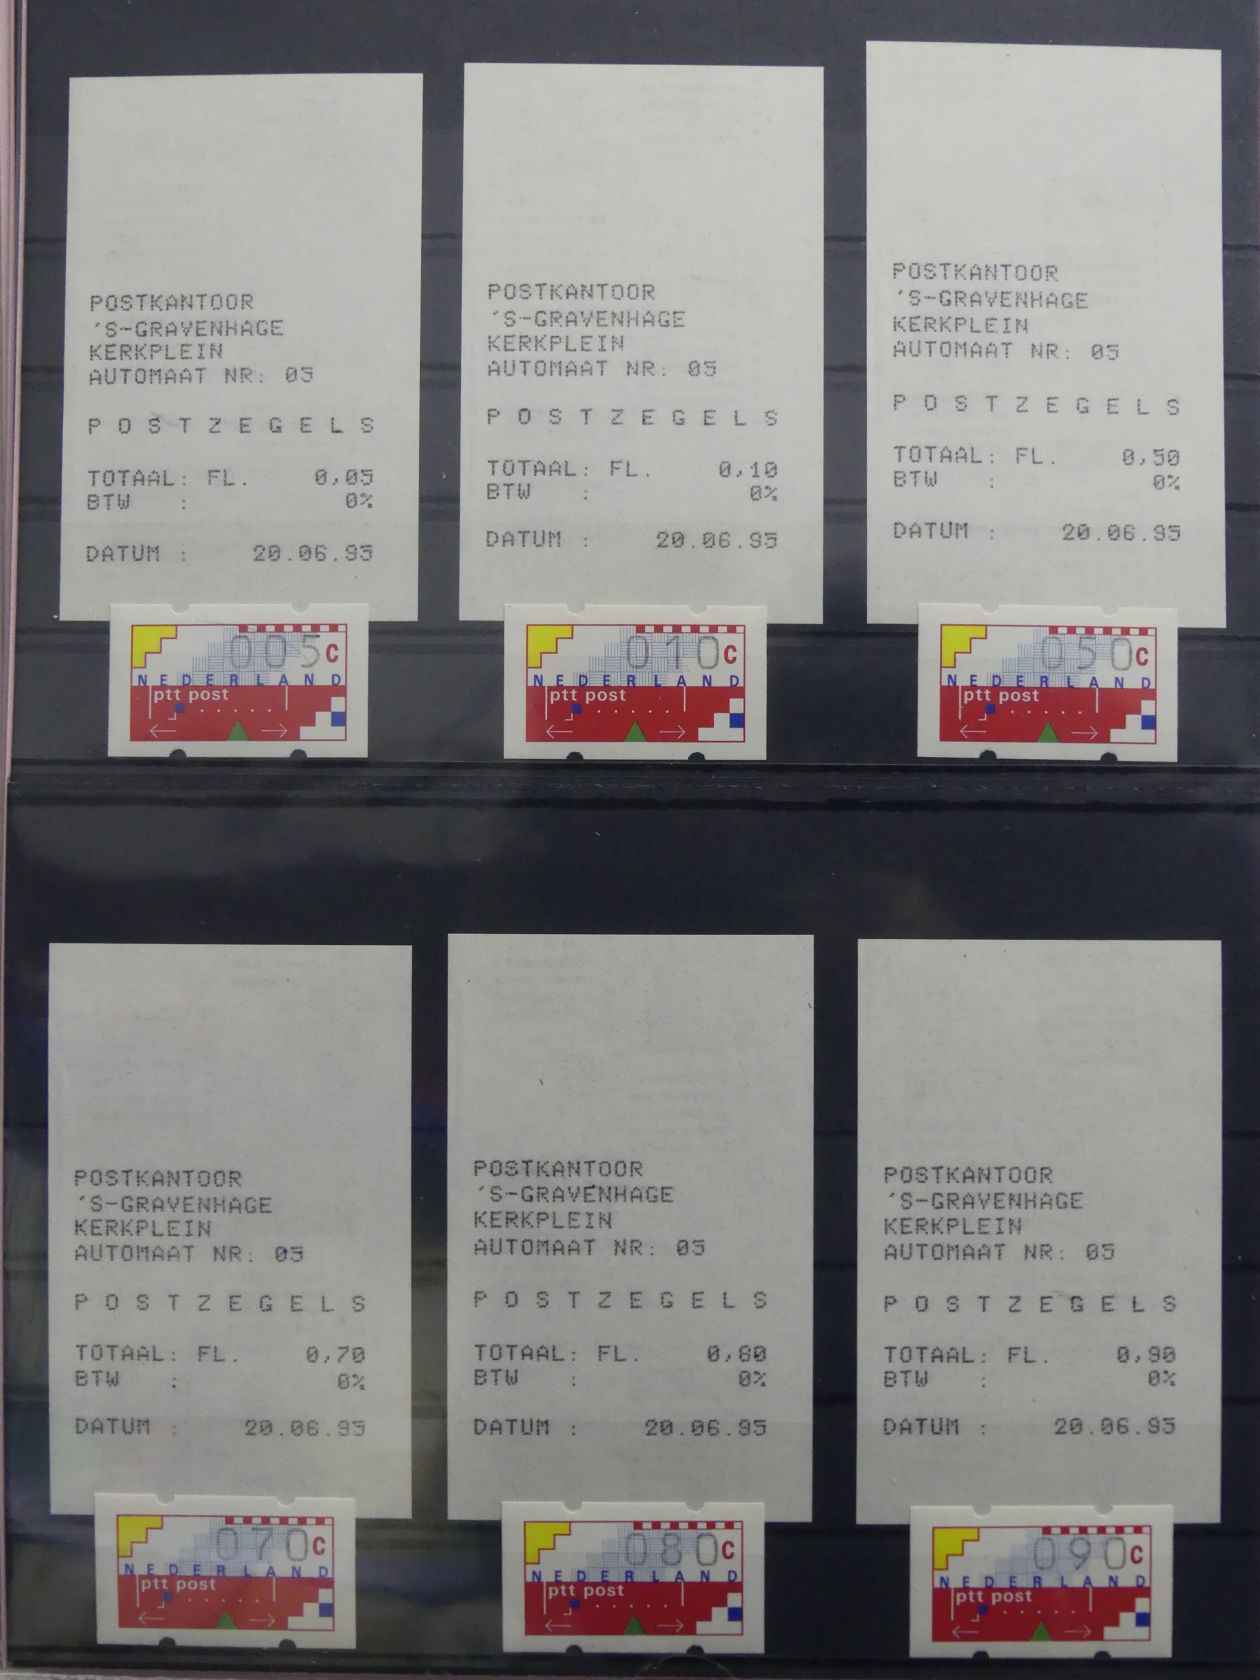 POSTKANTOOR
'S-GRAVENHAGE
KERKPLEIN
AUTOMAAT NR: 05
POSTZEGELS
TOTAAL: FL. 0,05
BTW : 0%
DATUM : 20.06.95
005c
NEDERLAND
ptt post
POSTKANTOOR
'S-GRAVENHAGE
KERKPLEIN
AUTOMAAT NR: 05
POSTZEGELS
TOTAAL: FL. 0,10
BTW : 0%
DATUM : 20.06.95
010c
NEDERLAND
ptt post
POSTKANTOOR
'S-GRAVENHAGE
KERKPLEIN
AUTOMAAT NR: 05
POSTZEGELS
TOTAAL: FL. 0,50
BTW : 0%
DATUM : 20.06.95
050c
NEDERLAND
ptt post
POSTKANTOOR
'S-GRAVENHAGE
KERKPLEIN
AUTOMAAT NR: 05
POSTZEGELS
TOTAAL: FL. 0,70
BTW : 0%
DATUM : 20.06.95
070c
NEDERLAND
ptt post
POSTKANTOOR
'S-GRAVENHAGE
KERKPLEIN
AUTOMAAT NR: 05
POSTZEGELS
TOTAAL: FL. 0,80
BTW : 0%
DATUM : 20.06.95
080c
NEDERLAND
ptt post
POSTKANTOOR
'S-GRAVENHAGE
KERKPLEIN
AUTOMAAT NR: 05
POSTZEGELS
TOTAAL: FL. 0,90
BTW : 0%
DATUM : 20.06.95
090c
NEDERLAND
ptt post